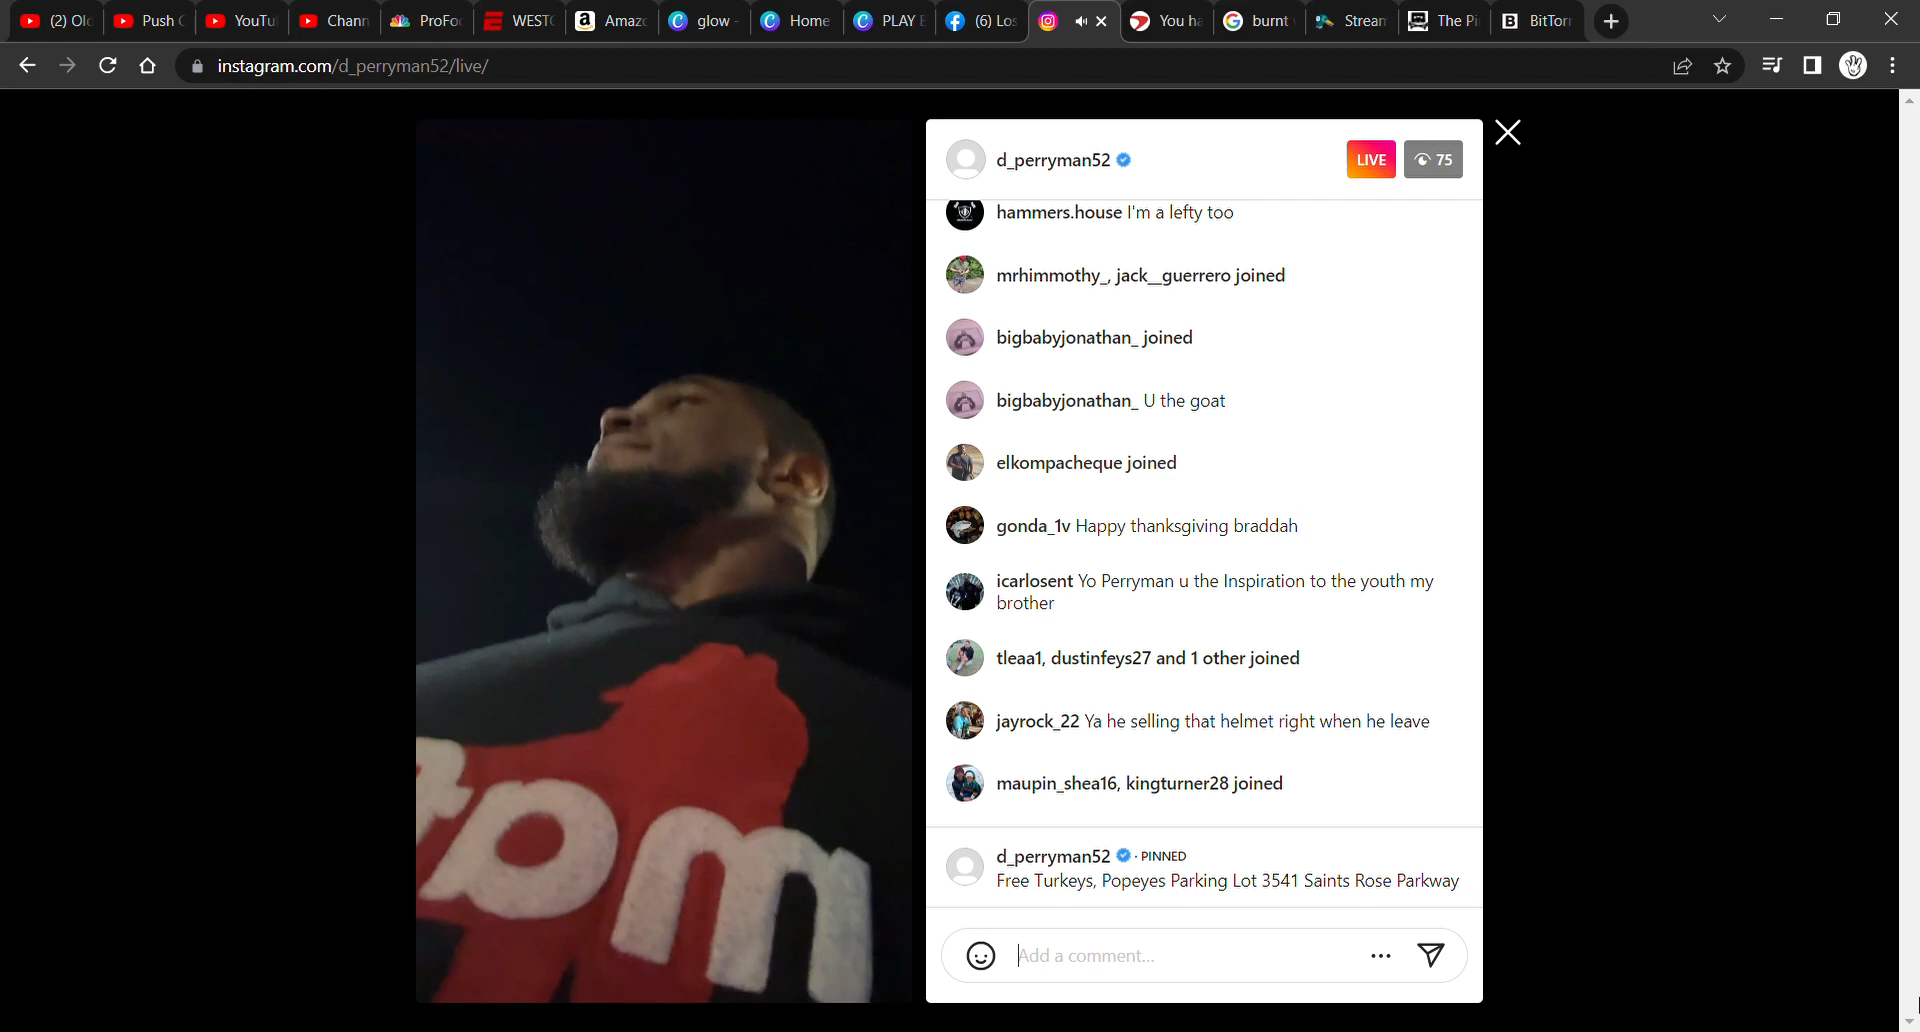 (2) Ol
Push
YouTu
Chann
ProFo
WEST
Amaz
glow -
Home
PLAY
(6) Los
You ha
burnt
Stream
The Pi
BitTor
instagram.com/d_perryman52/live/
d_perryman52
LIVE
75
hammers.house I'm a lefty too
mrhimmothy_, jack__guerrero joined
bigbabyjonathan_ joined
bigbabyjonathan_ U the goat
elkompacheque joined
gonda_1v Happy thanksgiving braddah
icarlosent Yo Perryman u the Inspiration to the youth my
brother
tleaa1, dustinfeys27 and 1 other joined
jayrock_22 Ya he selling that helmet right when he leave
maupin_shea16, kingturner28 joined
d_perryman52 · PINNED
Free Turkeys, Popeyes Parking Lot 3541 Saints Rose Parkway
Add a comment...